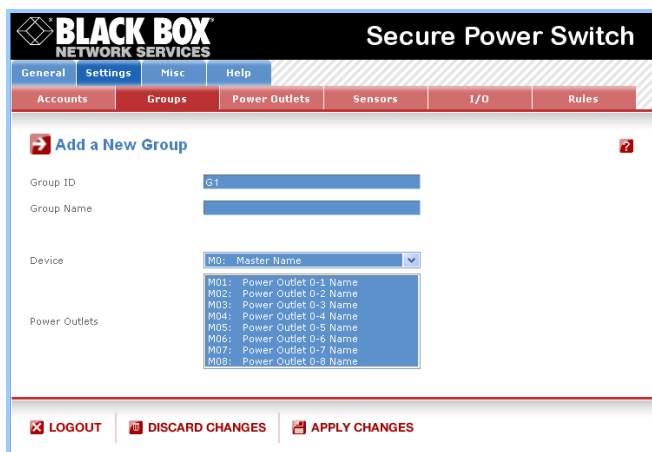 BLACK BOX®
NETWORK SERVICES
Secure Power Switch
General Settings Misc Help
Accounts Groups Power Outlets Sensors I/O Rules
Add a New Group ?
Group ID G1
Group Name
Device M0: Master Name
M01: Power Outlet 0-1 Name
M02: Power Outlet 0-2 Name
M03: Power Outlet 0-3 Name
M04: Power Outlet 0-4 Name
Power Outlets M05: Power Outlet 0-5 Name
M06: Power Outlet 0-6 Name
M07: Power Outlet 0-7 Name
M08: Power Outlet 0-8 Name
LOGOUT DISCARD CHANGES APPLY CHANGES